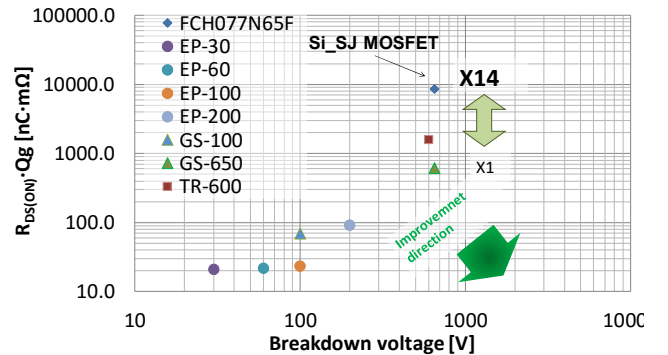 100000.0
10000.0
1000.0
100.0
10.0
R_DS(ON)·Qg [nC·mΩ]
FCH077N65F
EP-30
EP-60
EP-100
EP-200
GS-100
GS-650
TR-600
Si_SJ MOSFET
X14
X1
Improvemnet
direction
10
100
1000
1000
Breakdown voltage [V]